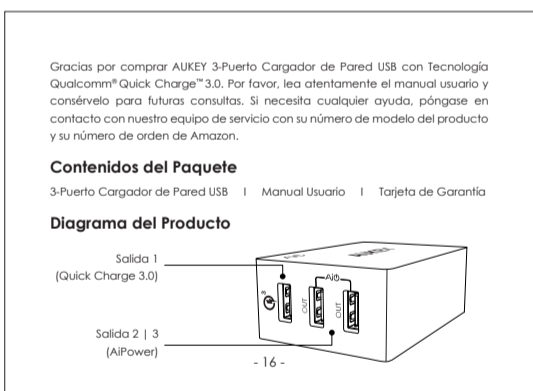 Gracias por comprar AUKEY 3-Puerto Cargador de Pared USB con Tecnología
Qualcomm® Quick Charge™ 3.0. Por favor, lea atentamente el manual usuario y
consérvelo para futuras consultas. Si necesita cualquier ayuda, póngase en
contacto con nuestro equipo de servicio con su número de modelo del producto
y su número de orden de Amazon.
Contenidos del Paquete
3-Puerto Cargador de Pared USB | Manual Usuario | Tarjeta de Garantía
Diagrama del Producto
Salida 1
(Quick Charge 3.0)
AUKEY
3
OUT
OUT
Salida 2 | 3
(AiPower)
- 16 -